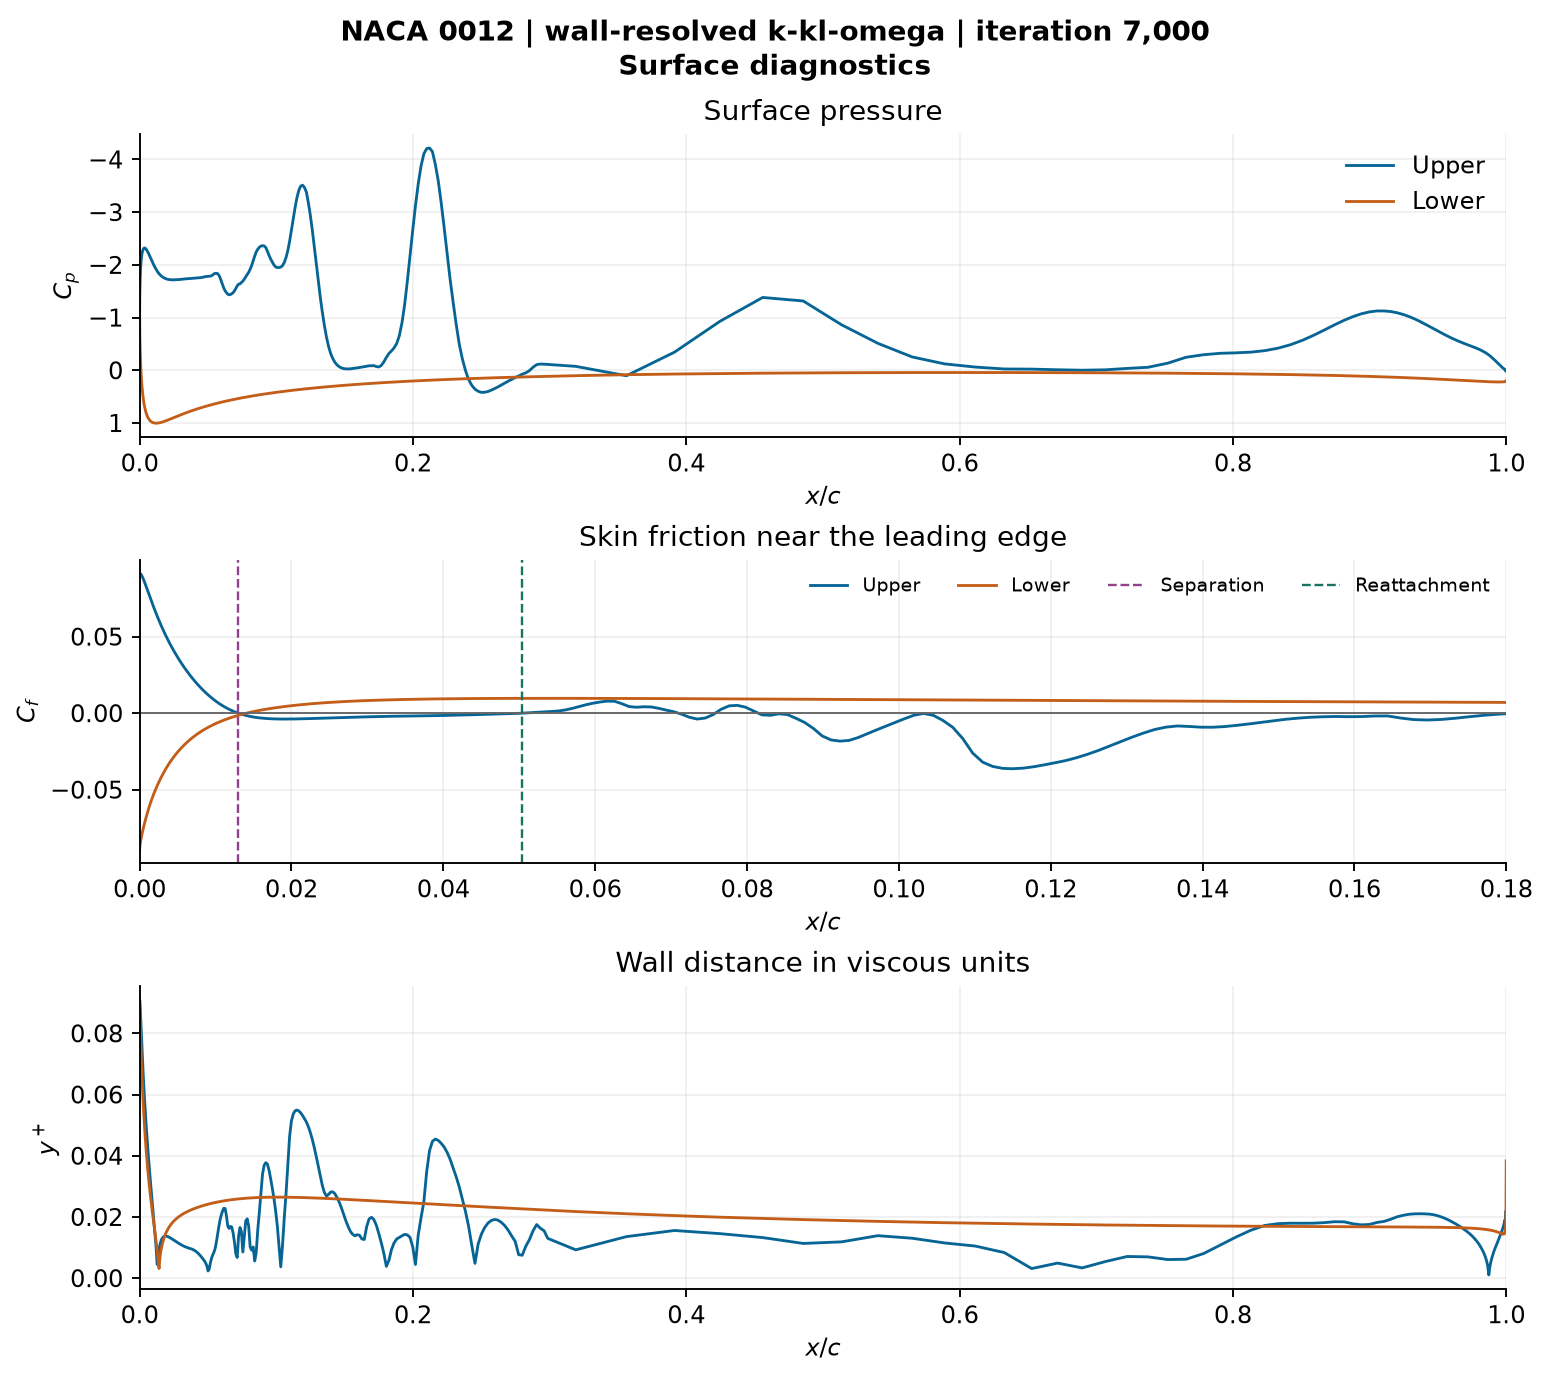 NACA 0012 | wall-resolved k-kl-omega | iteration 7,000
Surface diagnostics
Surface pressure
Upper
Lower
−4
−3
−2
−1
0
1
Cp
0.0 0.2 0.4 0.6 0.8 1.0
x/c
Skin friction near the leading edge
Upper Lower Separation Reattachment
0.05
0.00
−0.05
Cf
0.00 0.02 0.04 0.06 0.08 0.10 0.12 0.14 0.16 0.18
x/c
Wall distance in viscous units
0.08
0.06
0.04
0.02
0.00
y+
0.0 0.2 0.4 0.6 0.8 1.0
x/c